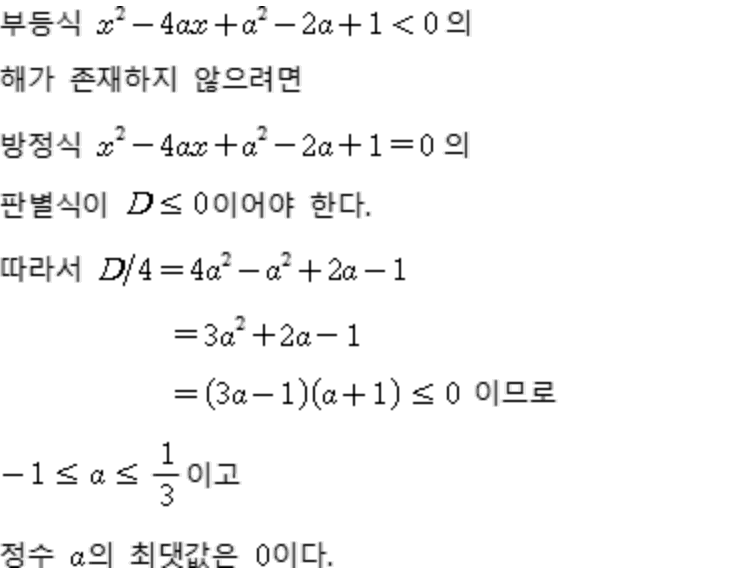 부등식 x² − 4ax + a² − 2a + 1 < 0 의
해가 존재하지 않으려면
방정식 x² − 4ax + a² − 2a + 1 = 0 의
판별식이 D ≤ 0이어야 한다.
따라서 D/4 = 4a² − a² + 2a − 1
= 3a² + 2a − 1
= (3a − 1)(a + 1) ≤ 0 이므로
−1 ≤ a ≤ 1/3 이고
정수 a의 최댓값은 0이다.